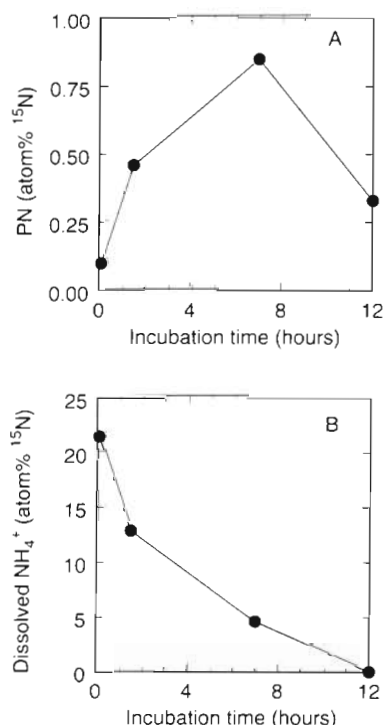 A
PN (atom% ¹⁵N)
1.00
0.75
0.50
0.25
0.00
0 4 8 12
Incubation time (hours)
B
Dissolved NH₄⁺ (atom% ¹⁵N)
25
20
15
10
5
0
0 4 8 12
Incubation time (hours)